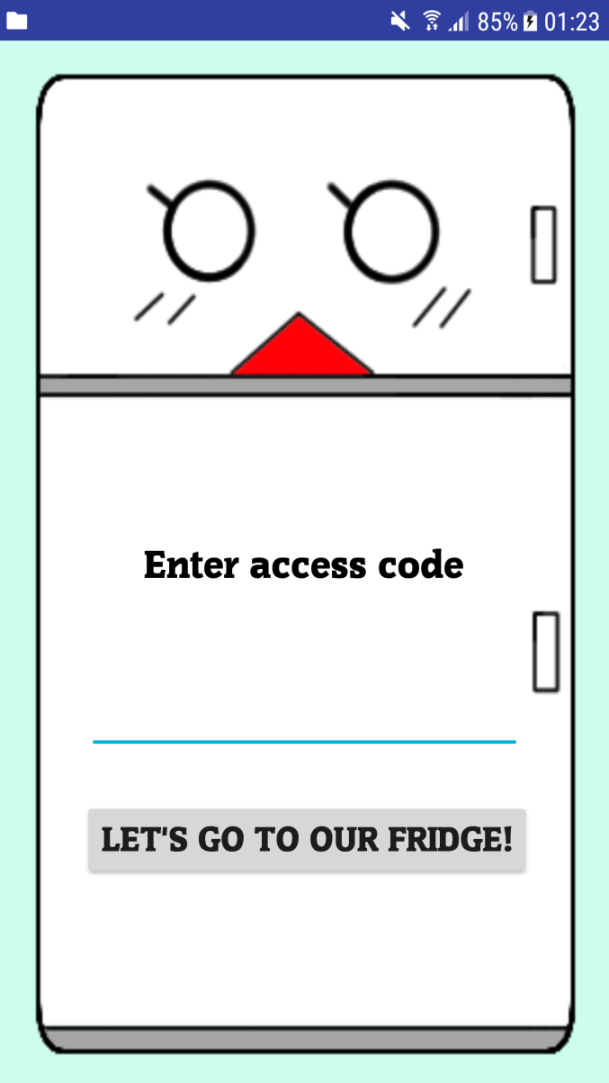 85% 01:23
Enter access code
LET'S GO TO OUR FRIDGE!